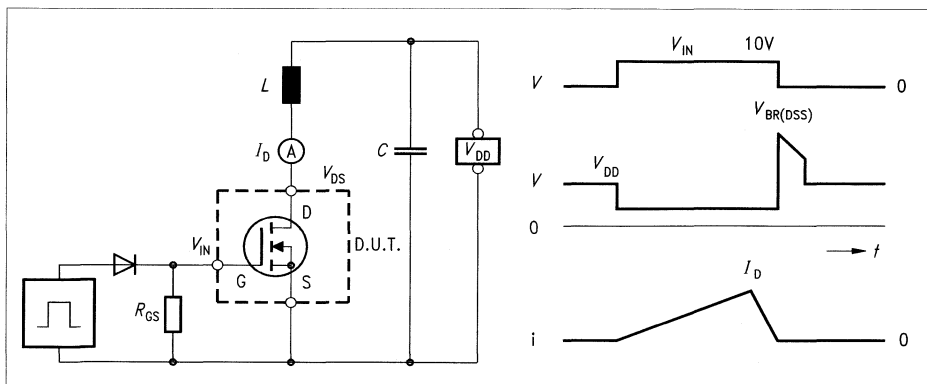 L
I_D
A
C
V_DD
V_DS
D
D.U.T.
V_IN
G
S
R_GS
V_IN 10V
V 0
V_BR(DSS)
V_DD
V
0
t
I_D
i 0